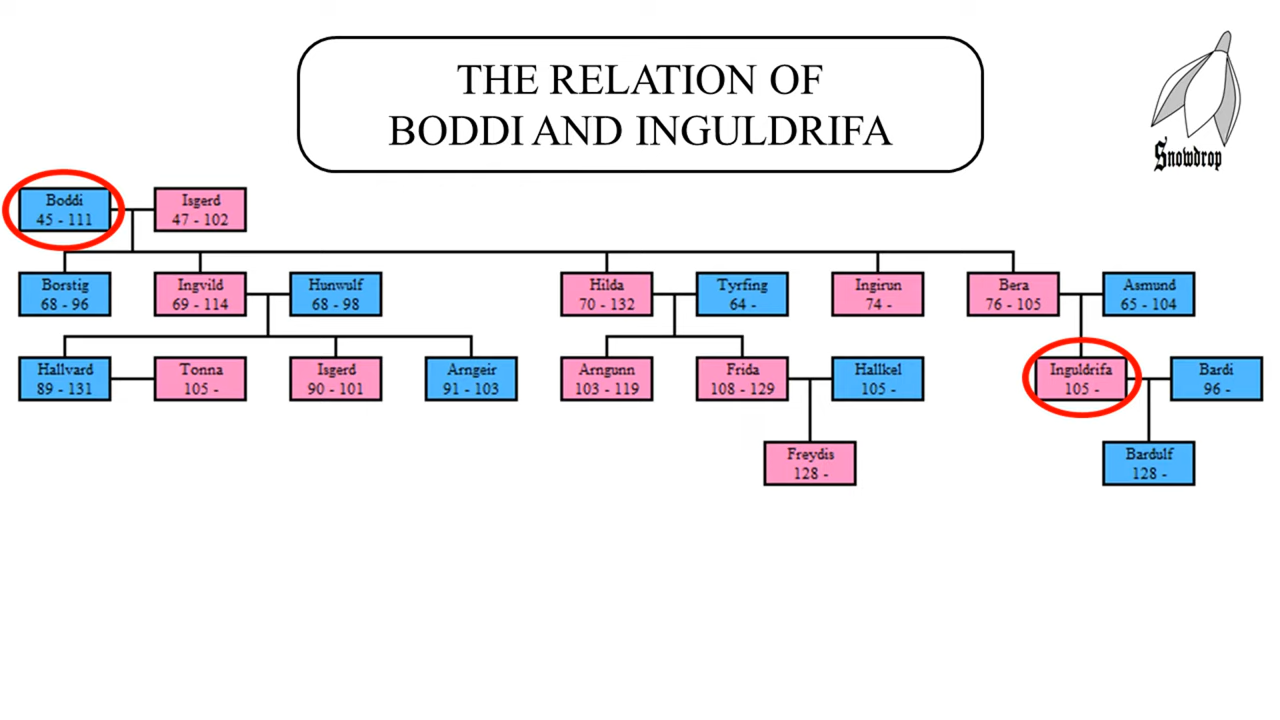 THE RELATION OF
BODDI AND INGULDRIFA
Snowdrop
Boddi
45 - 111
Isgerd
47 - 102
Borstig
68 - 96
Ingvild
69 - 114
Hunwulf
68 - 98
Hilda
70 - 132
Tyrfing
64 -
Ingirun
74 -
Bera
76 - 105
Asmund
65 - 104
Hallvard
89 - 131
Tonna
105 -
Isgerd
90 - 101
Arngeir
91 - 103
Arngunn
103 - 119
Frida
108 - 129
Hallkel
105 -
Inguldrifa
105 -
Bardi
96 -
Freydis
128 -
Bardulf
128 -